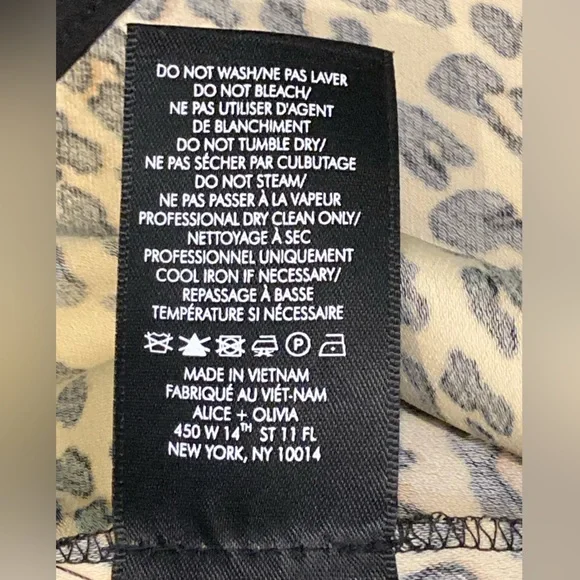 DO NOT WASH/NE PAS LAVER
DO NOT BLEACH/
NE PAS UTILISER D'AGENT
DE BLANCHIMENT
DO NOT TUMBLE DRY/
NE PAS SÉCHER PAR CULBUTAGE
DO NOT STEAM/
NE PAS PASSER À LA VAPEUR
PROFESSIONAL DRY CLEAN ONLY/
NETTOYAGE À SEC
PROFESSIONEL UNIQUEMENT
COOL IRON IF NECESSARY/
REPASSAGE À BASSE
TEMPÉRATURE SI NÉCESSAIRE
P
MADE IN VIETNAM
FABRIQUÉ AU VIÉT-NAM
ALICE + OLIVIA
450 W 14TH ST 11 FL
NEW YORK, NY 10014